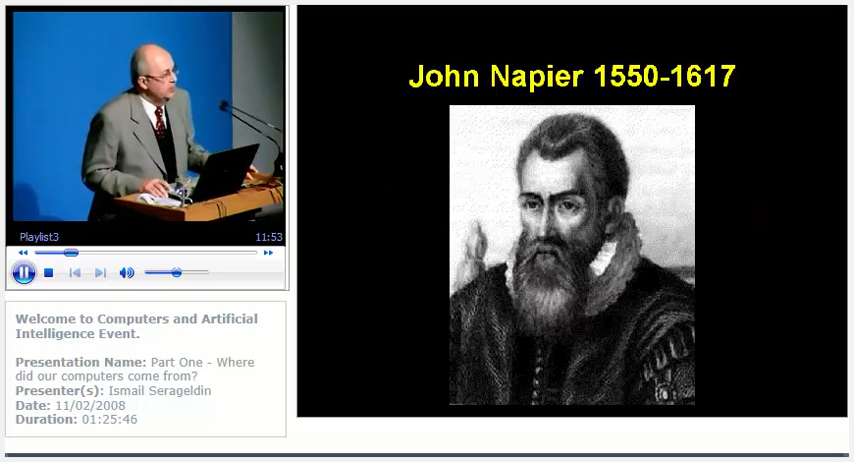 John Napier 1550-1617
Playlist3 11:53
Welcome to Computers and Artificial
Intelligence Event.
Presentation Name: Part One - Where
did our computers come from?
Presenter(s): Ismail Serageldin
Date: 11/02/2008
Duration: 01:25:46